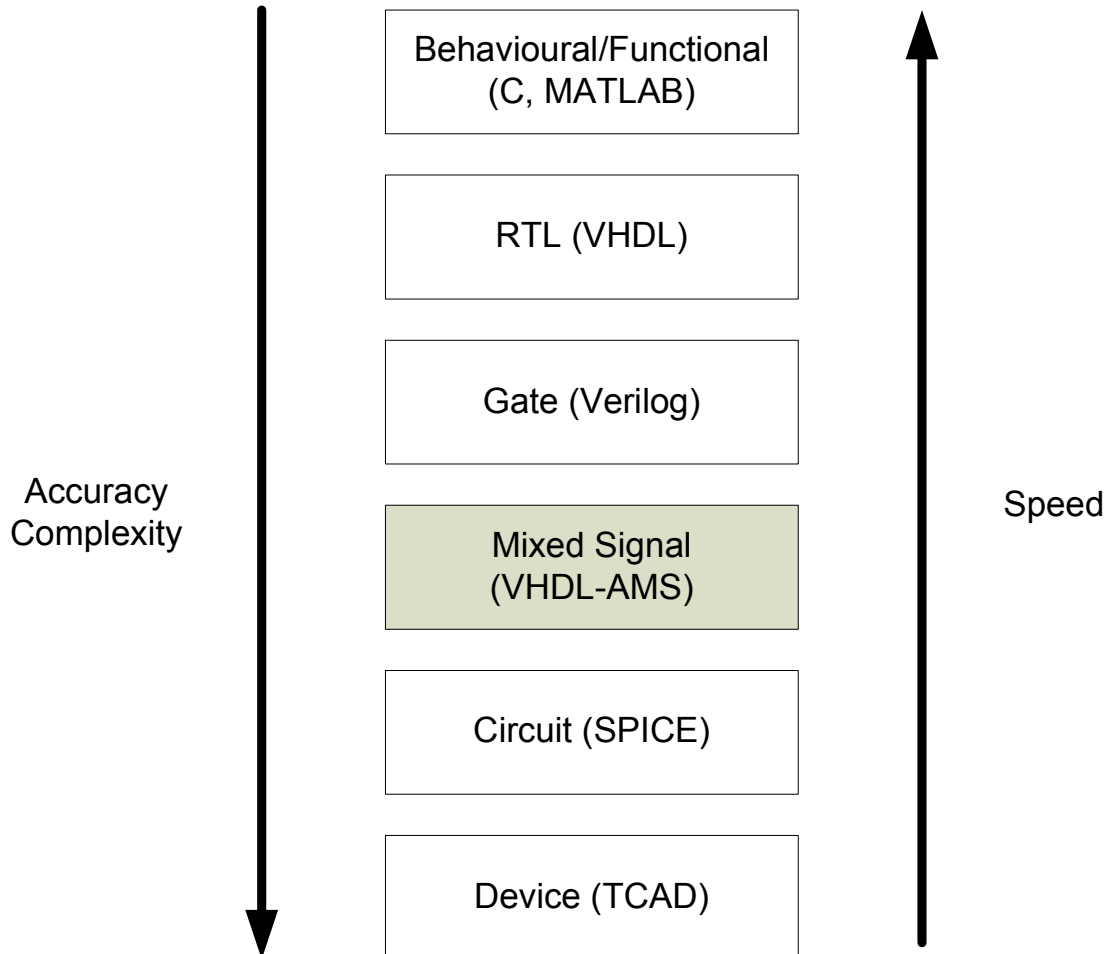 Behavioural/Functional
(C, MATLAB)
RTL (VHDL)
Gate (Verilog)
Accuracy
Complexity
Speed
Mixed Signal
(VHDL-AMS)
Circuit (SPICE)
Device (TCAD)